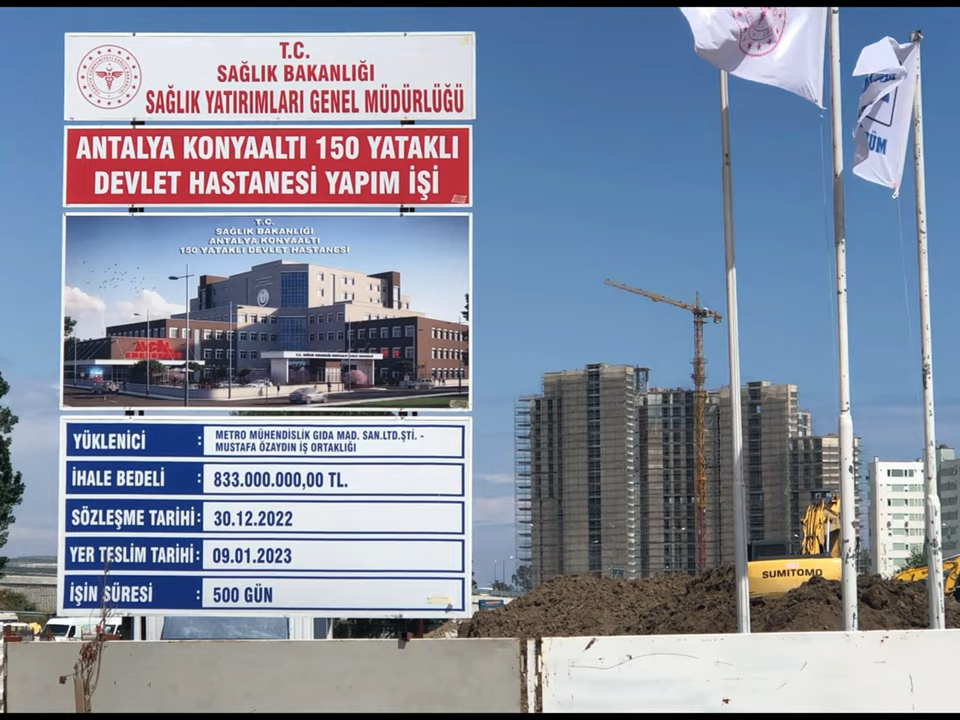 T.C.
SAĞLIK BAKANLIĞI
SAĞLIK YATIRIMLARI GENEL MÜDÜRLÜĞÜ
ANTALYA KONYAALTI 150 YATAKLI
DEVLET HASTANESİ YAPIM İŞİ
T.C.
SAĞLIK BAKANLIĞI
ANTALYA KONYAALTI
150 YATAKLI DEVLET HASTANESİ
YÜKLENİCİ : METRO MÜHENDİSLİK GIDA MAD. SAN.LTD.ŞTİ. -
MUSTAFA ÖZAYDIN İŞ ORTAKLIĞI
İHALE BEDELİ : 833.000.000,00 TL.
SÖZLEŞME TARİHİ : 30.12.2022
YER TESLİM TARİHİ : 09.01.2023
İŞİN SÜRESİ : 500 GÜN
SUMITOMO